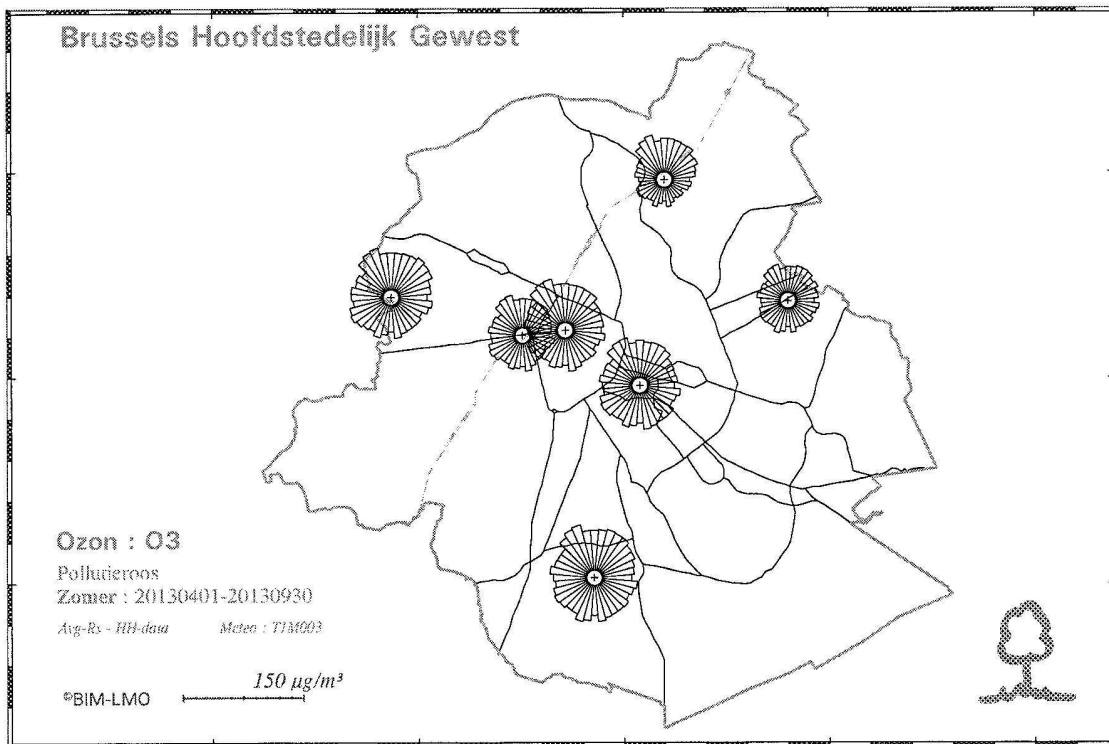 Brussels Hoofdstedelijk Gewest
Ozon : O3
Pollutieroos
Zomer : 20130401-20130930
Avg-Rs - HH-data Meteo : T1M003
150 µg/m³
©BIM-LMO